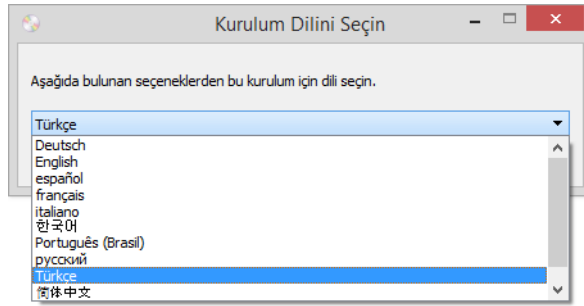 Kurulum Dilini Seçin
Aşağıda bulunan seçeneklerden bu kurulum için dili seçin.
Türkçe
Deutsch
English
español
français
italiano
한국어
Português (Brasil)
русский
Türkçe
简体中文